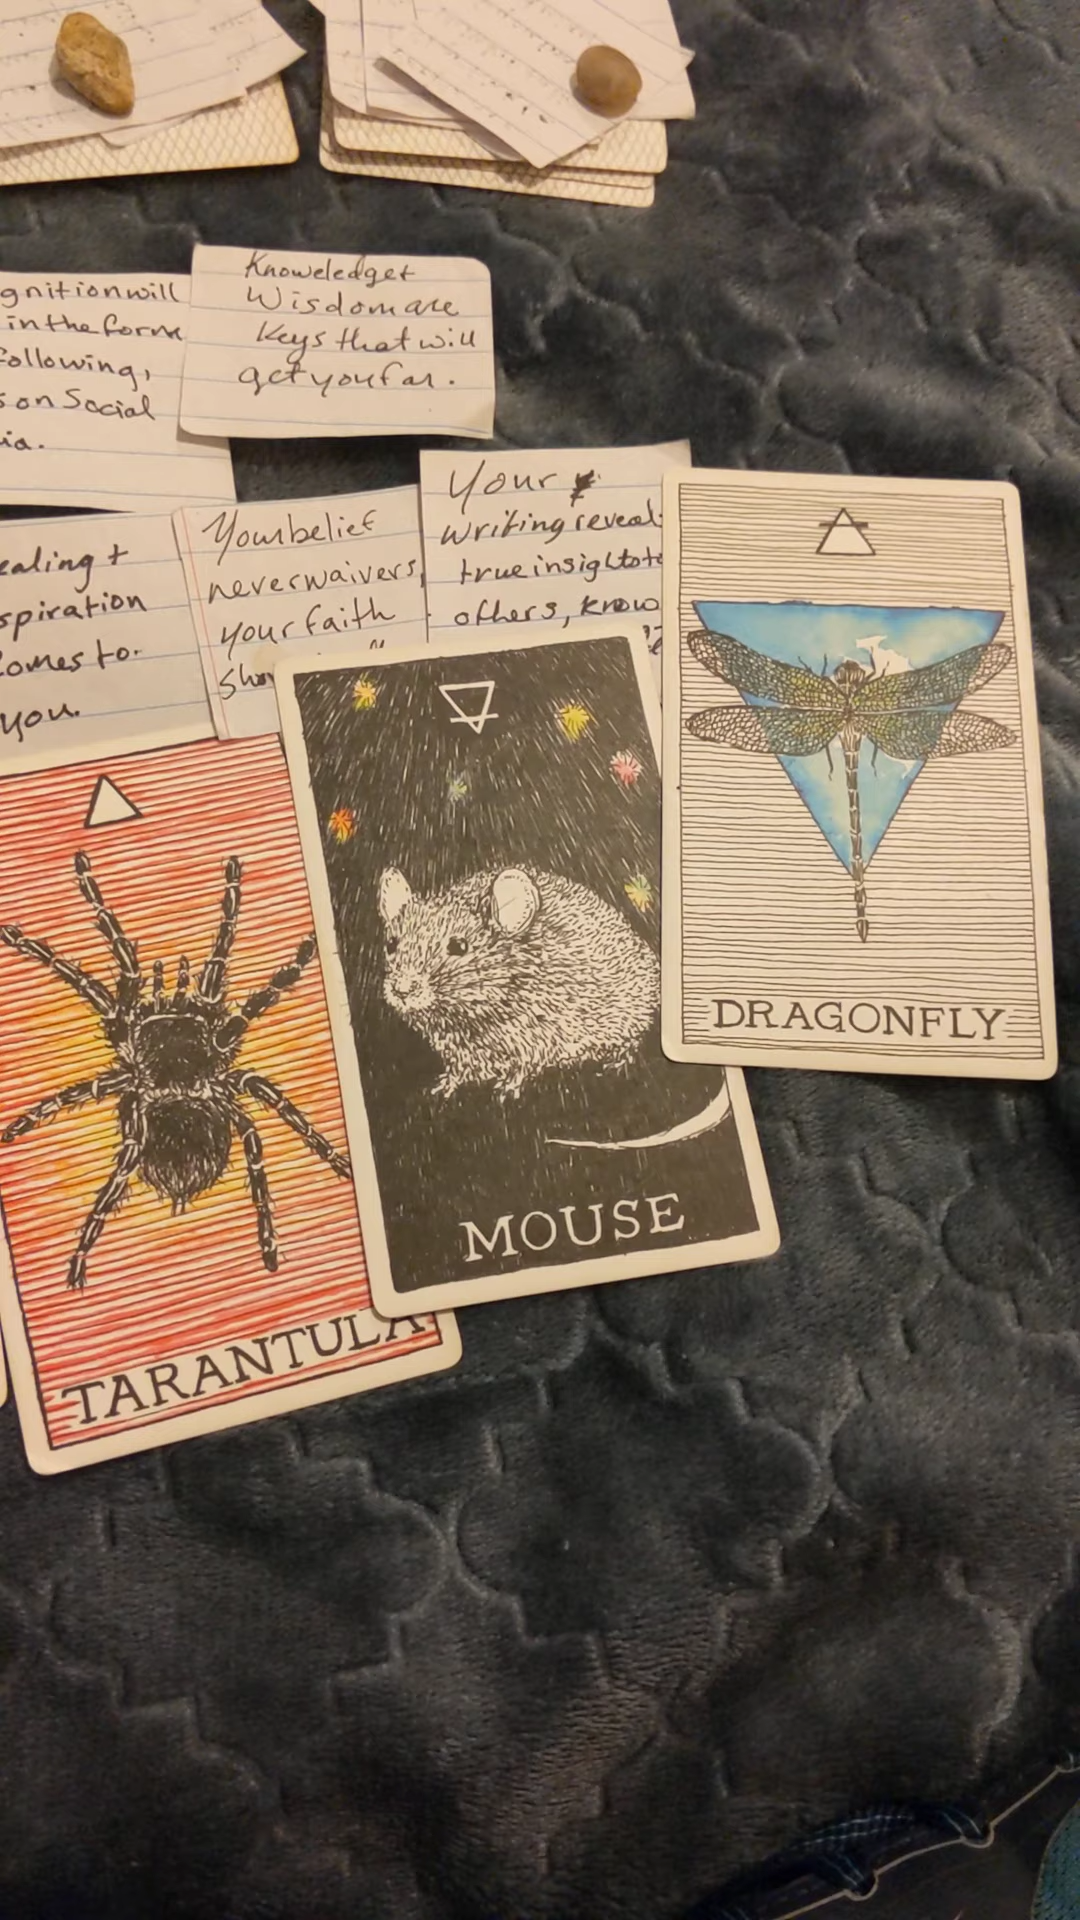 gnition will
in the form
following,
s on Social
ia.
Knoweledge +
Wisdom are
Keys that will
get you far.
ealing +
spiration
comes to
you.
Your belief
never waivers,
your faith
Your
writing reveal
true insight to
others, know
DRAGONFLY
MOUSE
TARANTULA